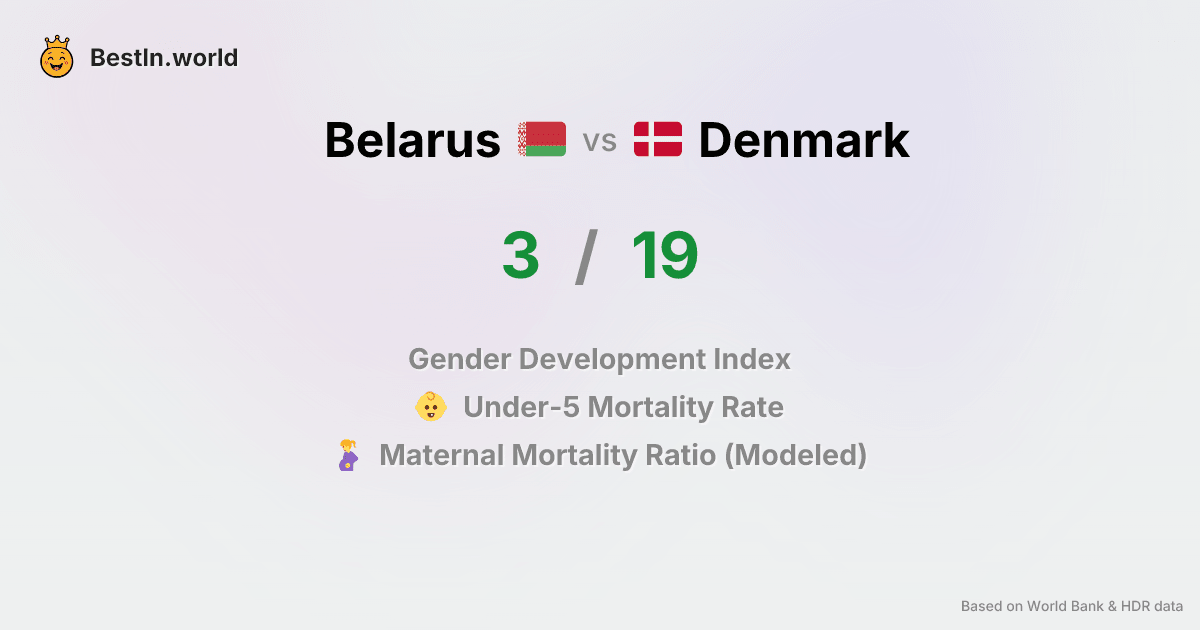 BestIn.world
Belarus vs Denmark
3 / 19
Gender Development Index
Under-5 Mortality Rate
Maternal Mortality Ratio (Modeled)
Based on World Bank & HDR data